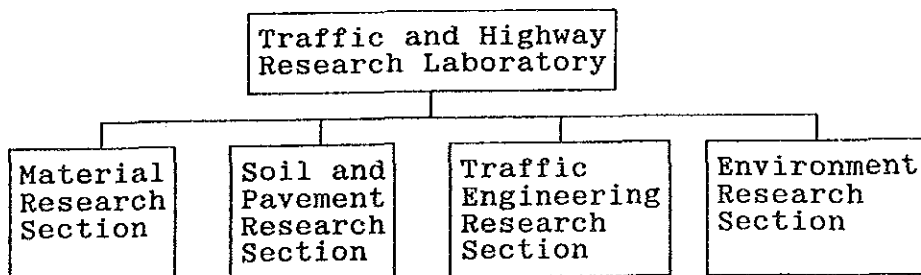 Traffic and Highway
Research Laboratory
Material
Research
Section
Soil and
Pavement
Research
Section
Traffic
Engineering
Research
Section
Environment
Research
Section